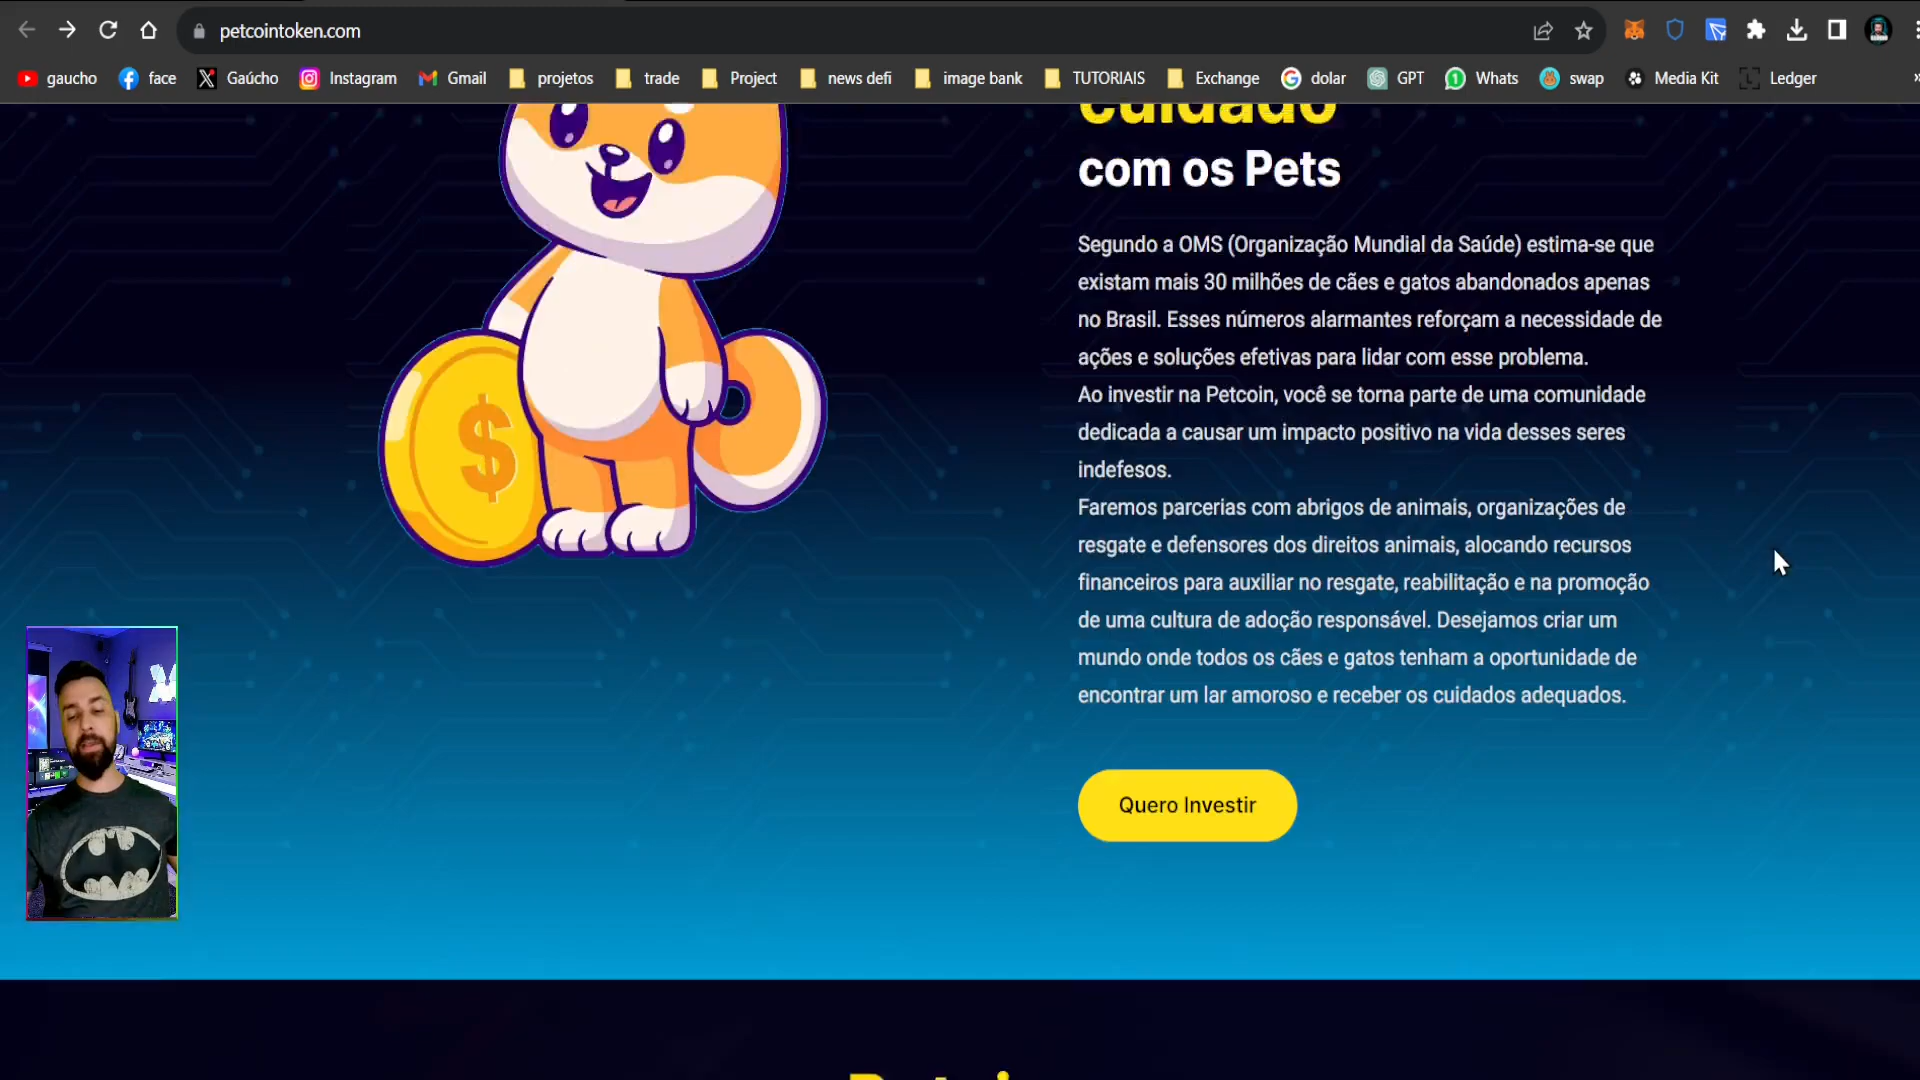 petcointoken.com
gaucho
face
Gaúcho
Instagram
Gmail
projetos
trade
Project
news defi
image bank
TUTORIAIS
Exchange
dolar
GPT
Whats
swap
Media Kit
Ledger
cuidado
com os Pets
Segundo a OMS (Organização Mundial da Saúde) estima-se que
existam mais 30 milhões de cães e gatos abandonados apenas
no Brasil. Esses números alarmantes reforçam a necessidade de
ações e soluções efetivas para lidar com esse problema.
Ao investir na Petcoin, você se torna parte de uma comunidade
dedicada a causar um impacto positivo na vida desses seres
indefesos.
Faremos parcerias com abrigos de animais, organizações de
resgate e defensores dos direitos animais, alocando recursos
financeiros para auxiliar no resgate, reabilitação e na promoção
de uma cultura de adoção responsável. Desejamos criar um
mundo onde todos os cães e gatos tenham a oportunidade de
encontrar um lar amoroso e receber os cuidados adequados.
$
Quero Investir